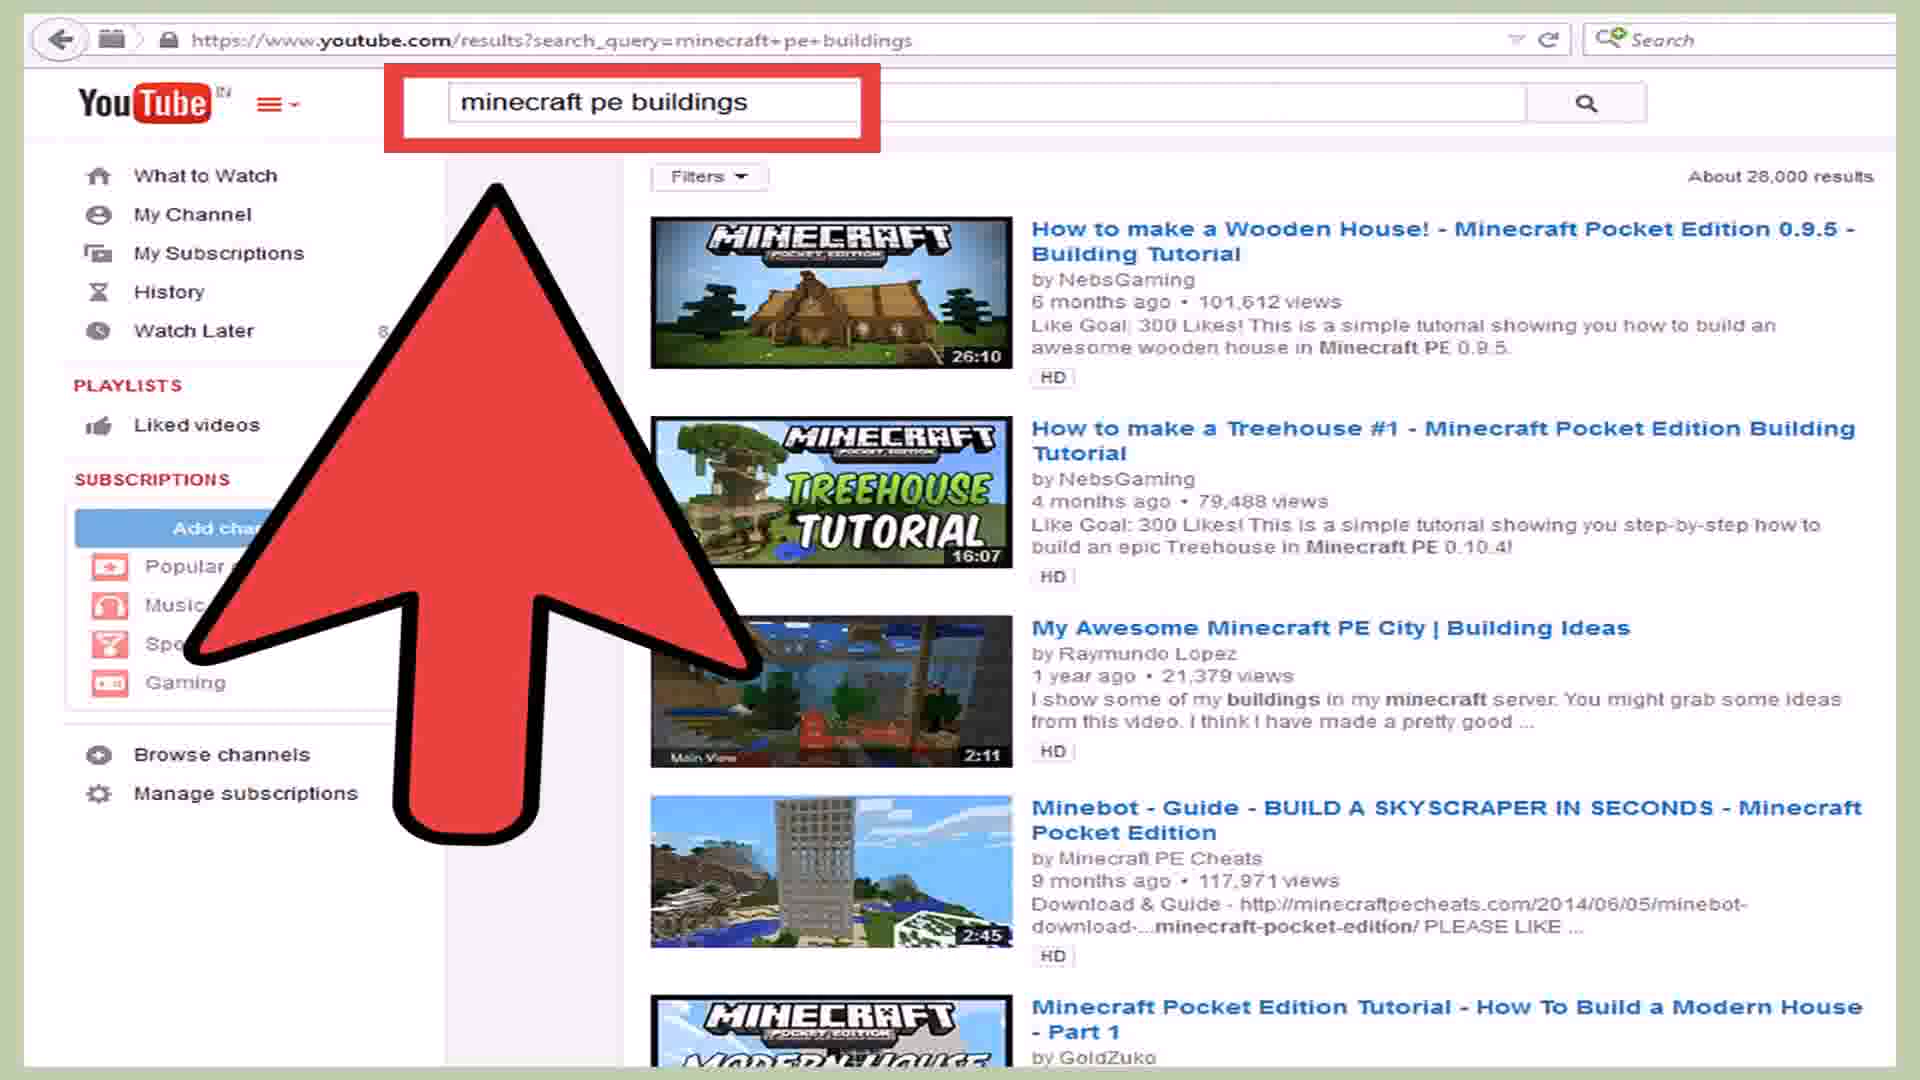 https://www.youtube.com/results?search_query=minecraft+pe+buildings
Search
YouTube IN
minecraft pe buildings
What to Watch
My Channel
My Subscriptions
History
Watch Later
8
PLAYLISTS
Liked videos
SUBSCRIPTIONS
Add
Popular
Music
Gaming
Browse channels
Manage subscriptions
Filters
About 28,000 results
MINECRAFT
POCKET EDITION
26:10
How to make a Wooden House! - Minecraft Pocket Edition 0.9.5 -
Building Tutorial
by NebsGaming
6 months ago • 101,612 views
Like Goal: 300 Likes! This is a simple tutorial showing you how to build an
awesome wooden house in Minecraft PE 0.9.5.
HD
MINECRAFT
POCKET EDITION
TREEHOUSE
TUTORIAL
16:07
How to make a Treehouse #1 - Minecraft Pocket Edition Building
Tutorial
by NebsGaming
4 months ago • 79,488 views
Like Goal: 300 Likes! This is a simple tutorial showing you step-by-step how to
build an epic Treehouse in Minecraft PE 0.10.4!
HD
Main View
2:11
My Awesome Minecraft PE City | Building Ideas
by Raymundo Lopez
1 year ago • 21,379 views
I show some of my buildings in my minecraft server. You might grab some ideas
from this video. I think I have made a pretty good ...
HD
2:45
Minebot - Guide - BUILD A SKYSCRAPER IN SECONDS - Minecraft
Pocket Edition
by Minecraft PE Cheats
9 months ago • 117,971 views
Download & Guide - http://minecraftpecheats.com/2014/06/05/minebot-
download-...minecraft-pocket-edition/ PLEASE LIKE ...
HD
MINECRAFT
POCKET EDITION
MODERN HOUSE
Minecraft Pocket Edition Tutorial - How To Build a Modern House
- Part 1
by GoldZuko